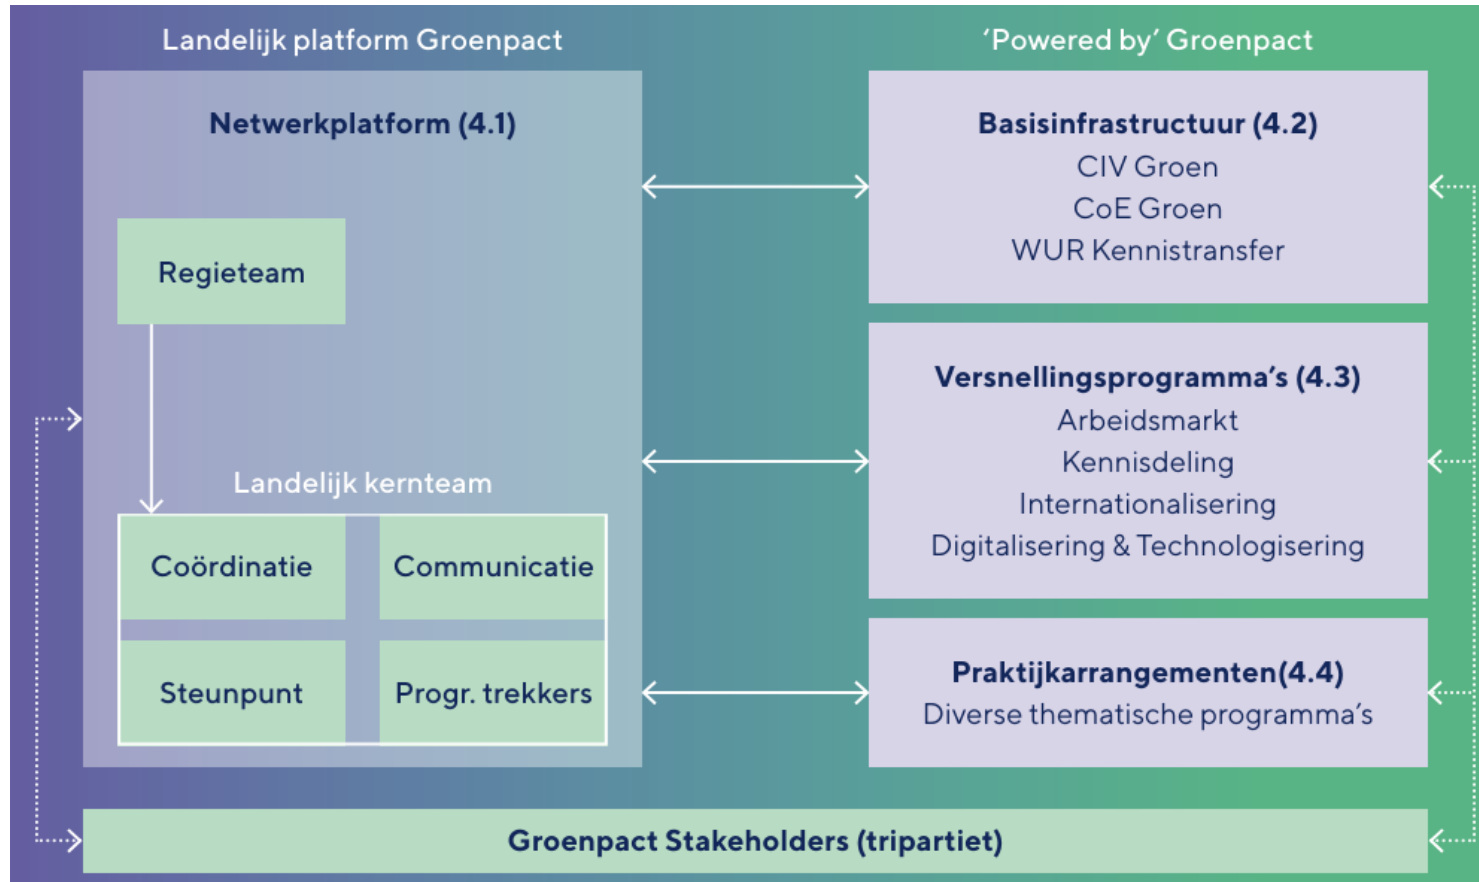 Landelijk platform Groenpact
Netwerkplatform (4.1)
Regieteam
Landelijk kernteam
Coördinatie
Communicatie
Steunpunt
Progr. trekkers
‘Powered by’ Groenpact
Basisinfrastructuur (4.2)
CIV Groen
CoE Groen
WUR Kennistransfer
Versnellingsprogramma’s (4.3)
Arbeidsmarkt
Kennisdeling
Internationalisering
Digitalisering & Technologisering
Praktijkarrangementen(4.4)
Diverse thematische programma’s
Groenpact Stakeholders (tripartiet)